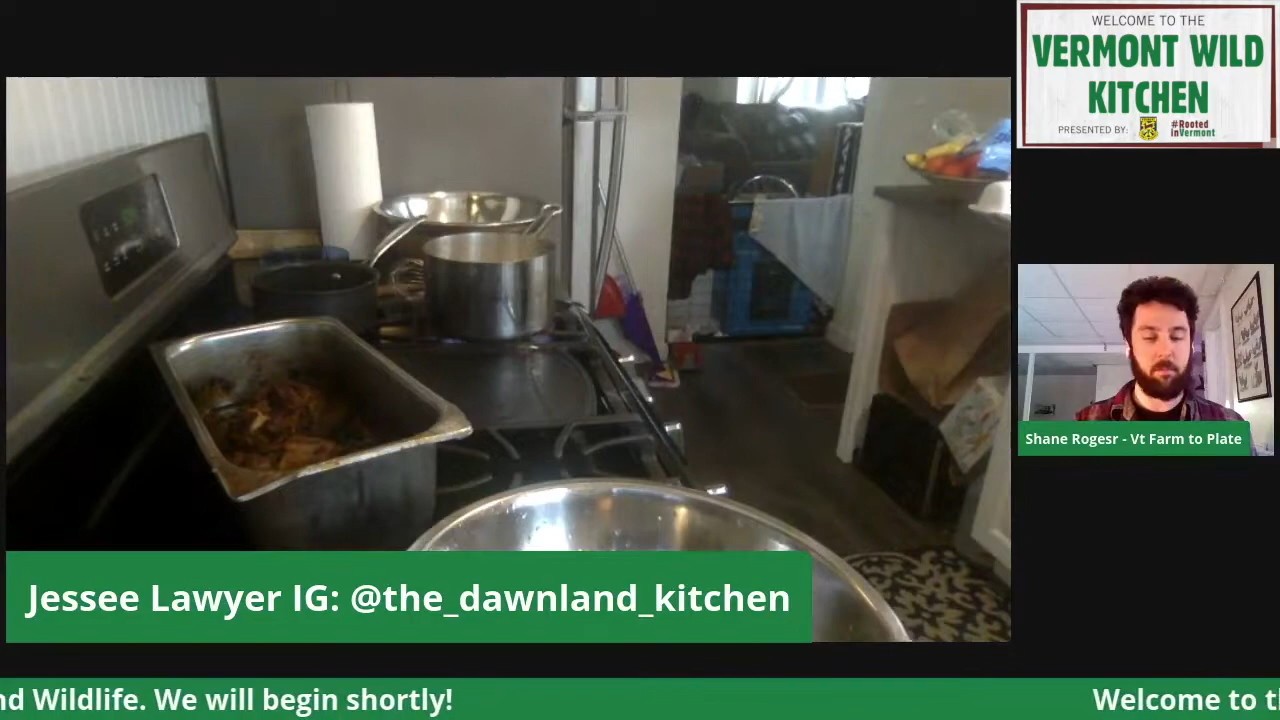 WELCOME TO THE
VERMONT WILD
KITCHEN
PRESENTED BY:
#Rooted
inVermont
Shane Rogesr - Vt Farm to Plate
Jessee Lawyer IG: @the_dawnland_kitchen
nd Wildlife. We will begin shortly!
Welcome to t